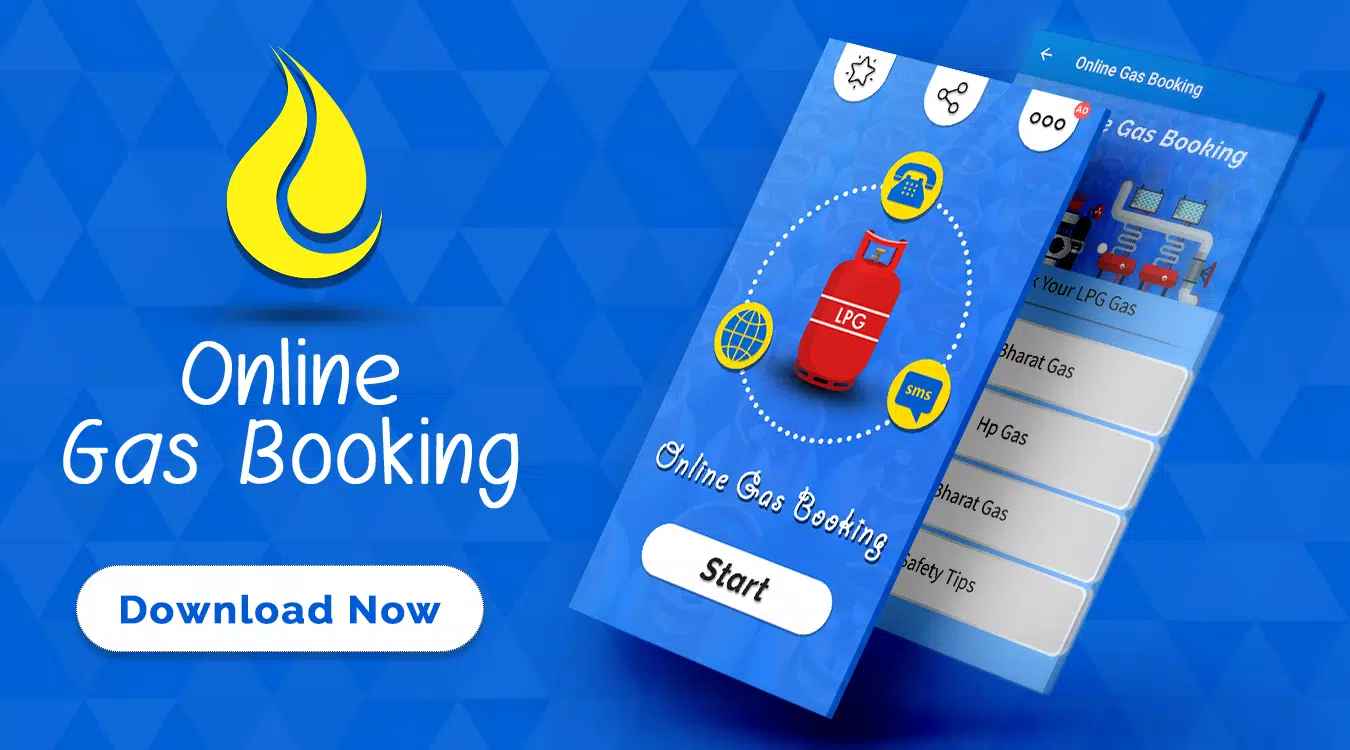 Online
Gas Booking
Download Now
AD
LPG
sms
Online Gas Booking
Start
Online Gas Booking
Gas Booking
Your LPG Gas
Bharat Gas
Hp Gas
Bharat Gas
Safety Tips